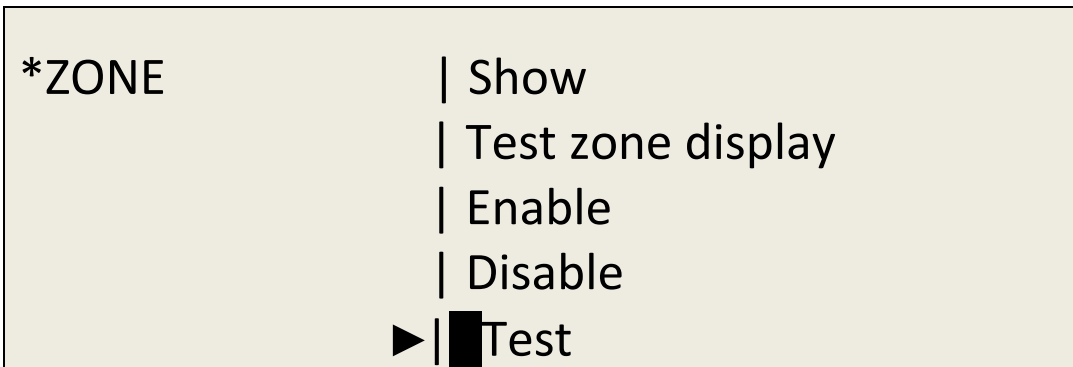 *ZONE | Show
| Test zone display
| Enable
| Disable
►| █Test